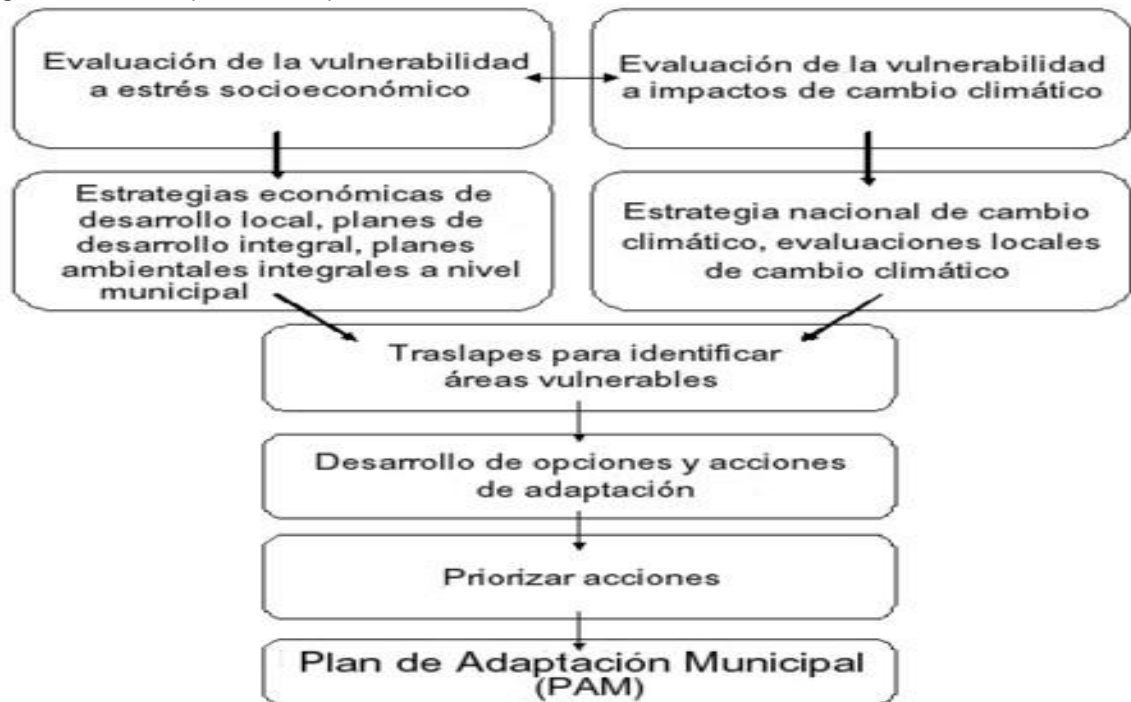 Evaluación de la vulnerabilidad
a estrés socioeconómico
Evaluación de la vulnerabilidad
a impactos de cambio climático
Estrategias económicas de
desarrollo local, planes de
desarrollo integral, planes
ambientales integrales a nivel
municipal
Estrategia nacional de cambio
climático, evaluaciones locales
de cambio climático
Traslapes para identificar
áreas vulnerables
Desarrollo de opciones y acciones
de adaptación
Priorizar acciones
Plan de Adaptación Municipal
(PAM)